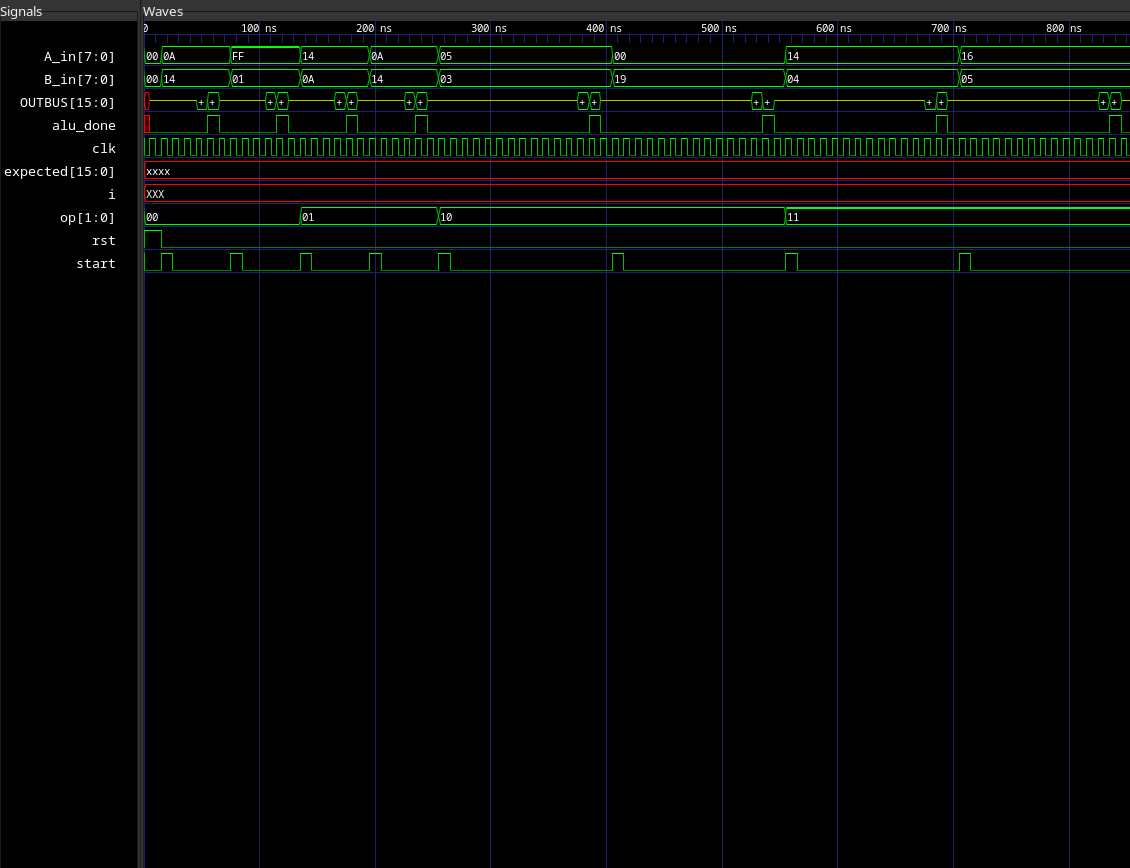 Signals Waves
0 100 ns 200 ns 300 ns 400 ns 500 ns 600 ns 700 ns 800 ns
A_in[7:0] 00 0A FF 14 0A 05 00 14 16
B_in[7:0] 00 14 01 0A 14 03 19 04 05
OUTBUS[15:0] + + + + + + + + + + + + + + + +
alu_done
clk
expected[15:0] xxxx
i XXX
op[1:0] 00 01 10 11
rst
start